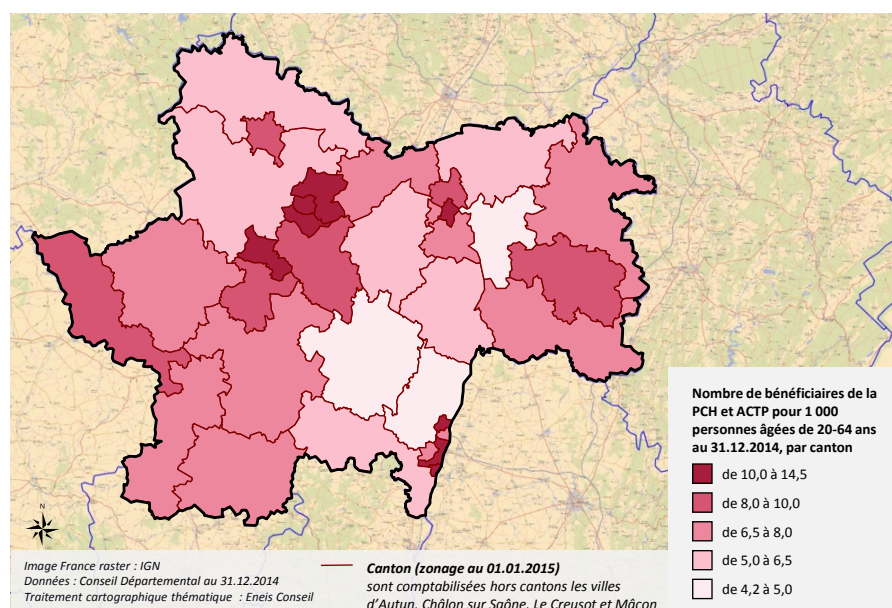 Nombre de bénéficiaires de la
PCH et ACTP pour 1 000
personnes âgées de 20-64 ans
au 31.12.2014, par canton
de 10,0 à 14,5
de 8,0 à 10,0
de 6,5 à 8,0
de 5,0 à 6,5
de 4,2 à 5,0
N
Image France raster : IGN
Données : Conseil Départemental au 31.12.2014
Traitement cartographique thématique : Eneis Conseil
Canton (zonage au 01.01.2015)
sont comptabilisées hors cantons les villes
d'Autun, Châlon sur Saône, Le Creusot et Mâcon